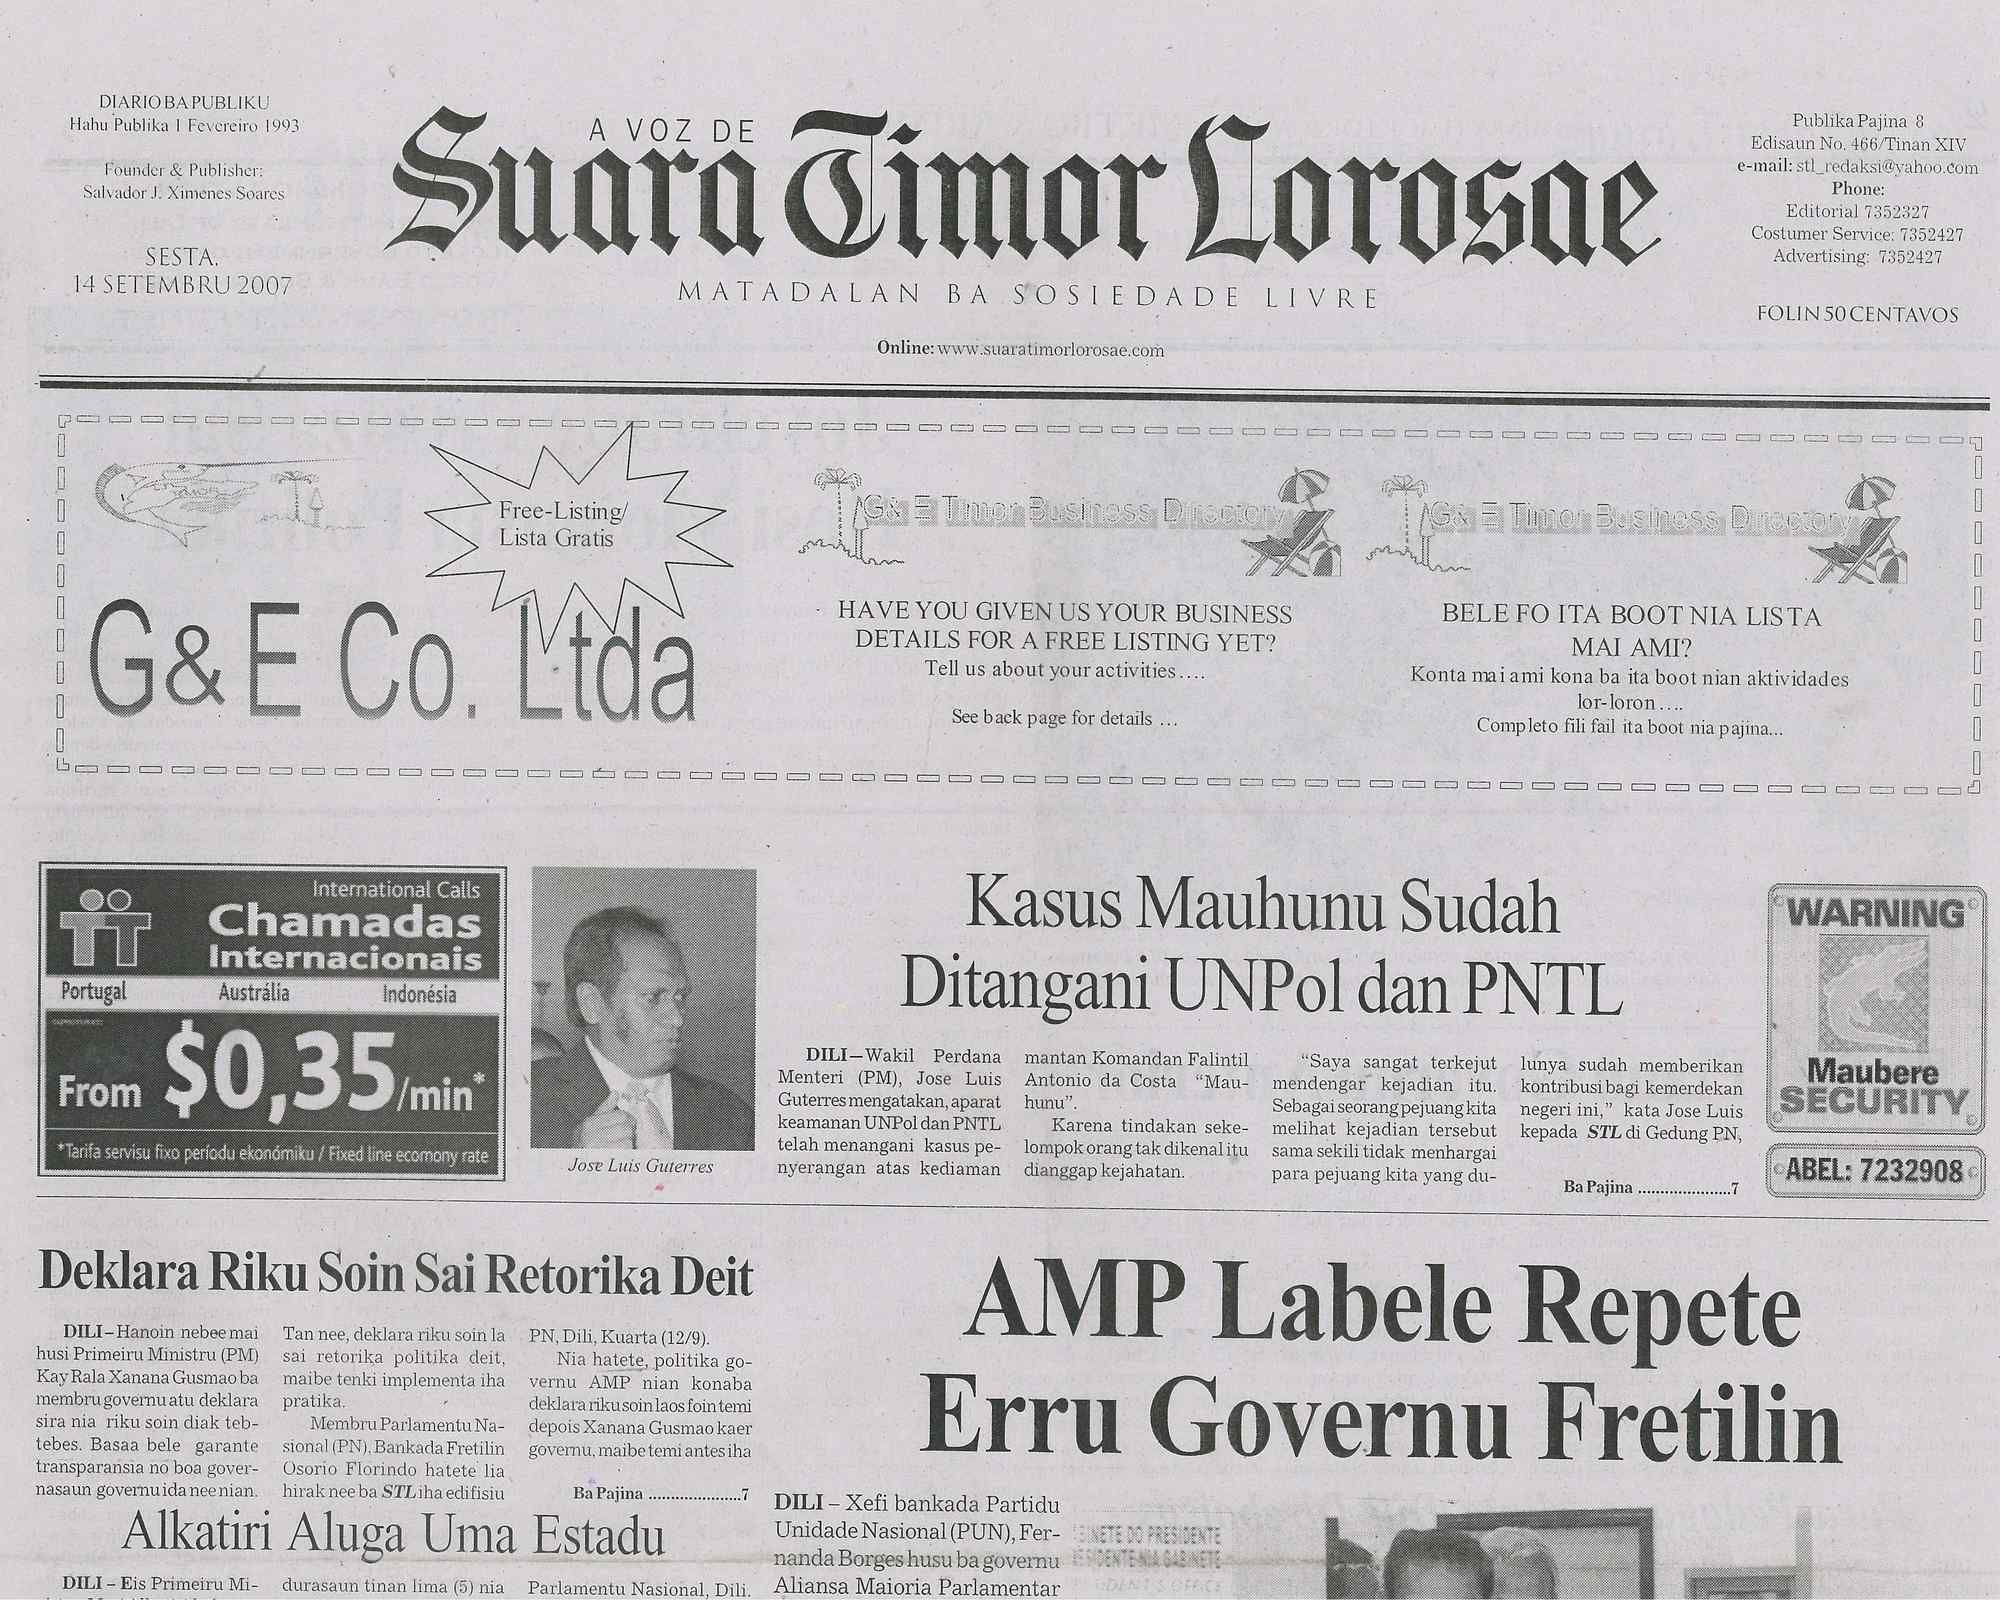 DIARIO BA PUBLIKU
Hahu Publika 1 Fevereiro 1993
Founder & Publisher:
Salvador J. Ximenes Soares
SESTA,
14 SETEMBRU 2007
A VOZ DE
Suara Timor Lorosae
MATADALAN BA SOSIEDADE LIVRE
Online: www.suaratimorlorosae.com
Publika Pajina 8
Edisaun No. 466/Tinan XIV
e-mail: stl_redaksi@yahoo.com
Phone:
Editorial 7352327
Costumer Service: 7352427
Advertising: 7352427
FOLIN 50 CENTAVOS
Free-Listing/
Lista Gratis
G&E Co. Ltda
G& E Timor Business Directory
HAVE YOU GIVEN US YOUR BUSINESS
DETAILS FOR A FREE LISTING YET?
Tell us about your activities....
See back page for details ...
G& E Timor Business Directory
BELE FO ITA BOOT NIA LISTA
MAI AMI?
Konta mai ami kona ba ita boot nian aktividades
lor-loron....
Completo fili fail ita boot nia pajina...
International Calls
Chamadas
Internacionais
Portugal Austrália Indonésia
From $0,35/min*
*Tarifa servisu fixo períodu ekonómiku / Fixed line ecomony rate
Jose Luis Guterres
Kasus Mauhunu Sudah
Ditangani UNPol dan PNTL
DILI—Wakil Perdana
Menteri (PM), Jose Luis
Guterres mengatakan, aparat
keamanan UNPol dan PNTL
telah menangani kasus pe-
nyerangan atas kediaman
mantan Komandan Falintil
Antonio da Costa “Mau-
hunu”.
Karena tindakan seke-
lompok orang tak dikenal itu
dianggap kejahatan.
“Saya sangat terkejut
mendengar kejadian itu.
Sebagai seorang pejuang kita
melihat kejadian tersebut
sama sekili tidak menhargai
para pejuang kita yang du-
lunya sudah memberikan
kontribusi bagi kemerdekan
negeri ini,” kata Jose Luis
kepada STL di Gedung PN,
Ba Pajina ......................7
WARNING
Maubere
SECURITY
ABEL: 7232908
Deklara Riku Soin Sai Retorika Deit
DILI – Hanoin nebee mai
husi Primeiru Ministru (PM)
Kay Rala Xanana Gusmao ba
membru governu atu deklara
sira nia riku soin diak teb-
tebes. Basaa bele garante
transparansia no boa gover-
nasaun governu ida nee nian.
Tan nee, deklara riku soin la
sai retorika politika deit,
maibe tenki implementa iha
pratika.
Membru Parlamentu Na-
sional (PN), Bankada Fretilin
Osorio Florindo hatete lia
hirak nee ba STL iha edifisiu
PN, Dili, Kuarta (12/9).
Nia hatete, politika go-
vernu AMP nian konaba
deklara riku soin laos foin temi
depois Xanana Gusmao kaer
governu, maibe temi antes iha
Ba Pajina ......................7
Alkatiri Aluga Uma Estadu
DILI – Eis Primeiru Mi-
durasaun tinan lima (5) nia
Parlamentu Nasional, Dili.
AMP Labele Repete
Erru Governu Fretilin
DILI – Xefi bankada Partidu
Unidade Nasional (PUN), Fer-
nanda Borges husu ba governu
Aliansa Maioria Parlamentar
NETE DO PRESIDENTE
DENTE NIA GABINETE
DENT'S OFFICE